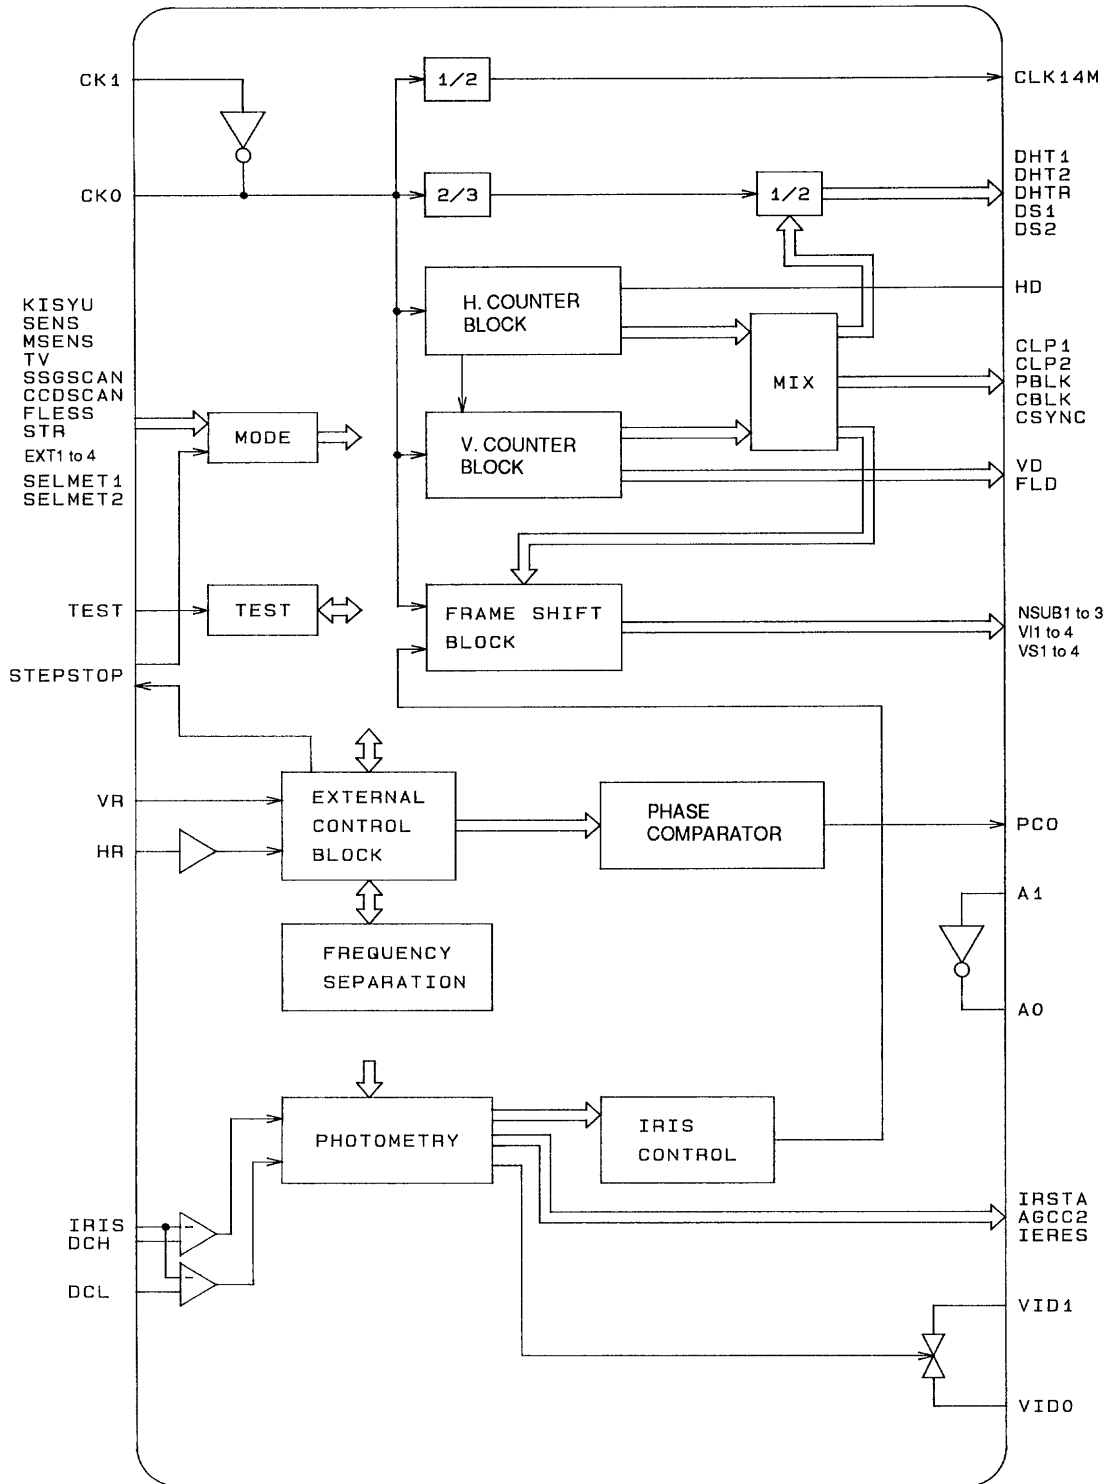 CK1
1/2
CLK14M
CK0
2/3
1/2
DHT1
DHT2
DHTR
DS1
DS2
KISYU
SENS
MSENS
TV
SSGSCAN
CCDSCAN
FLESS
STR
EXT1 to 4
SELMET1
SELMET2
MODE
H. COUNTER
BLOCK
HD
MIX
CLP1
CLP2
PBLK
CBLK
CSYNC
V. COUNTER
BLOCK
VD
FLD
TEST
TEST
FRAME SHIFT
BLOCK
NSUB1 to 3
VI1 to 4
VS1 to 4
STEPSTOP
VR
HR
EXTERNAL
CONTROL
BLOCK
PHASE
COMPARATOR
PCO
A1
FREQUENCY
SEPARATION
AO
PHOTOMETRY
IRIS
CONTROL
IRIS
DCH
DCL
-
-
IRSTA
AGCC2
IERES
VID1
VIDO